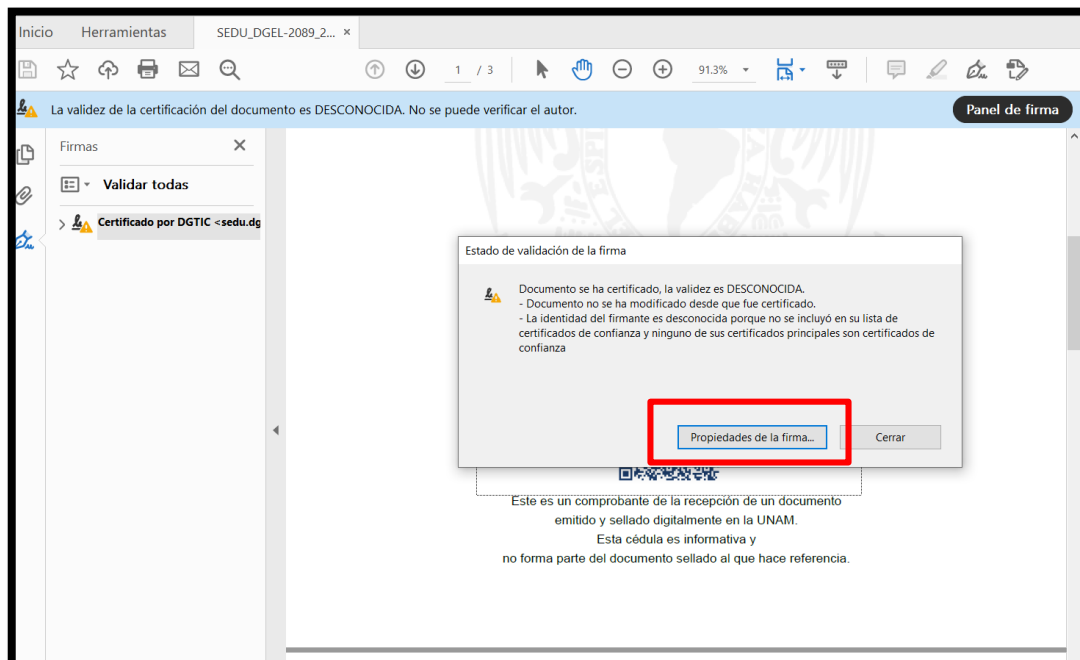 Inicio Herramientas SEDU_DGEL-2089_2... ×
1 / 3 91.3%
La validez de la certificación del documento es DESCONOCIDA. No se puede verificar el autor. Panel de firma
Firmas
Validar todas
Certificado por DGTIC <sedu.dg
Estado de validación de la firma
Documento se ha certificado, la validez es DESCONOCIDA.
- Documento no se ha modificado desde que fue certificado.
- La identidad del firmante es desconocida porque no se incluyó en su lista de
certificados de confianza y ninguno de sus certificados principales son certificados de
confianza
Propiedades de la firma... Cerrar
Este es un comprobante de la recepción de un documento
emitido y sellado digitalmente en la UNAM.
Esta cédula es informativa y
no forma parte del documento sellado al que hace referencia.